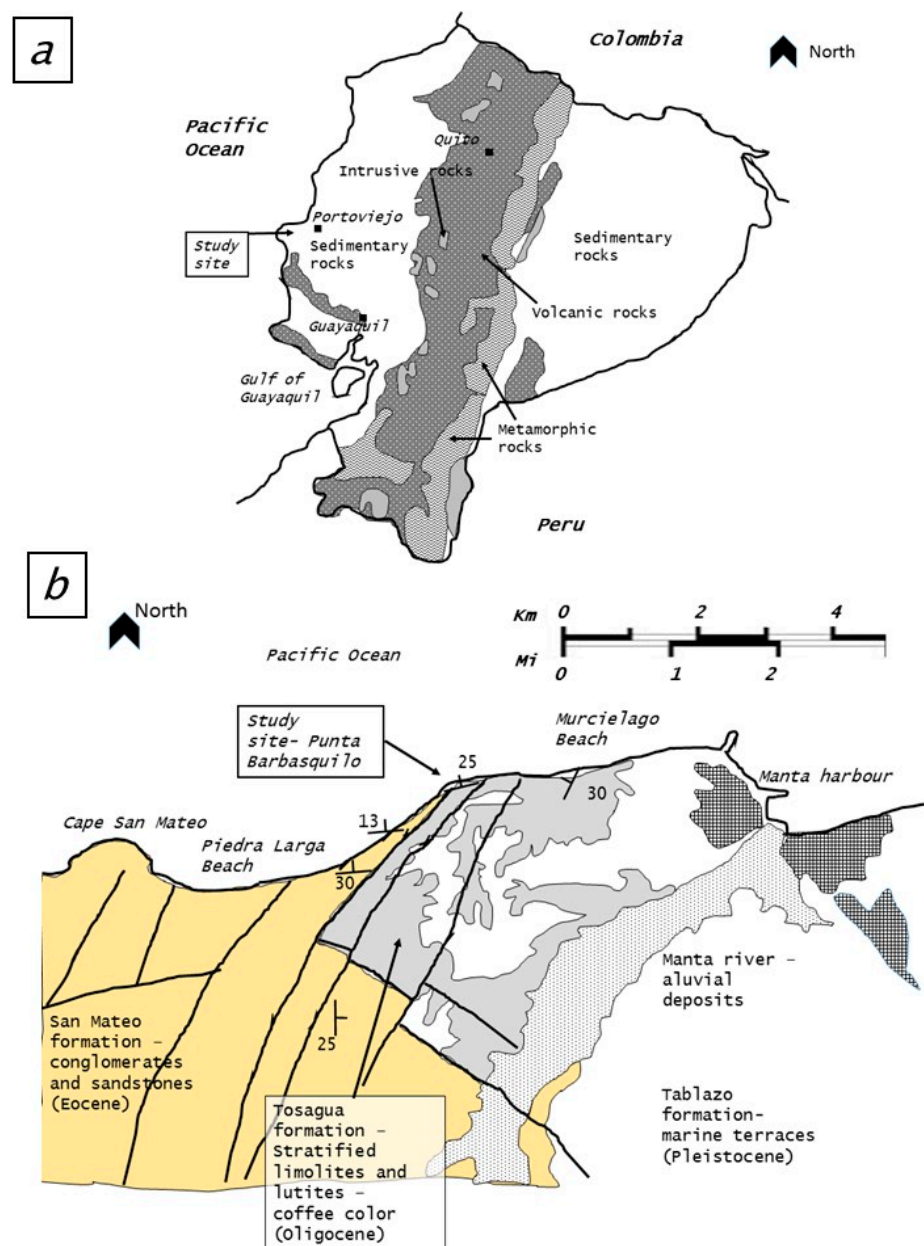 a
Colombia
North
Pacific
Ocean
Quito
Intrusive rocks
Portoviejo
Study
site
Sedimentary
rocks
Sedimentary
rocks
Volcanic rocks
Guayaquil
Gulf of
Guayaquil
Metamorphic
rocks
Peru
b
North
Km 0 2 4
Mi 0 1 2
Pacific Ocean
Study
site- Punta
Barbasquilo
Murcielago
Beach
25
30
Manta harbour
Cape San Mateo
13
Piedra Larga
Beach
30
Manta river –
aluvial
deposits
San Mateo
formation –
conglomerates
and sandstones
(Eocene)
25
Tosagua
formation –
Stratified
limolites and
lutites –
coffee color
(Oligocene)
Tablazo
formation-
marine terraces
(Pleistocene)